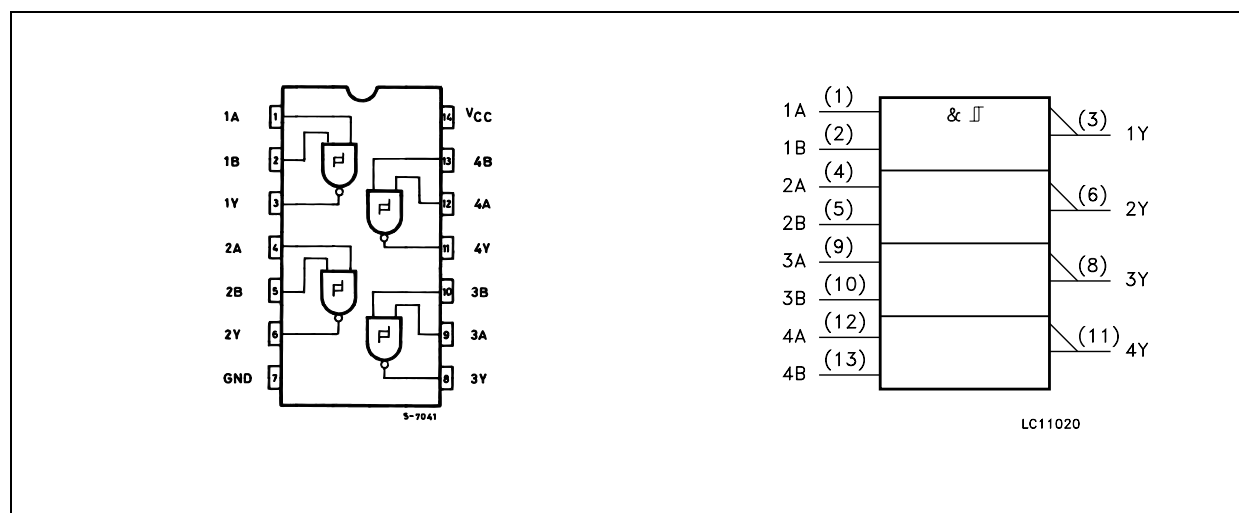 1A 1 14 VCC
1B 2 13 4B
1Y 3 12 4A
2A 4 11 4Y
2B 5 10 3B
2Y 6 9 3A
GND 7 8 3Y
S-7041
& 
1A (1)
1B (2)
2A (4)
2B (5)
3A (9)
3B (10)
4A (12)
4B (13)
(3) 1Y
(6) 2Y
(8) 3Y
(11) 4Y
LC11020